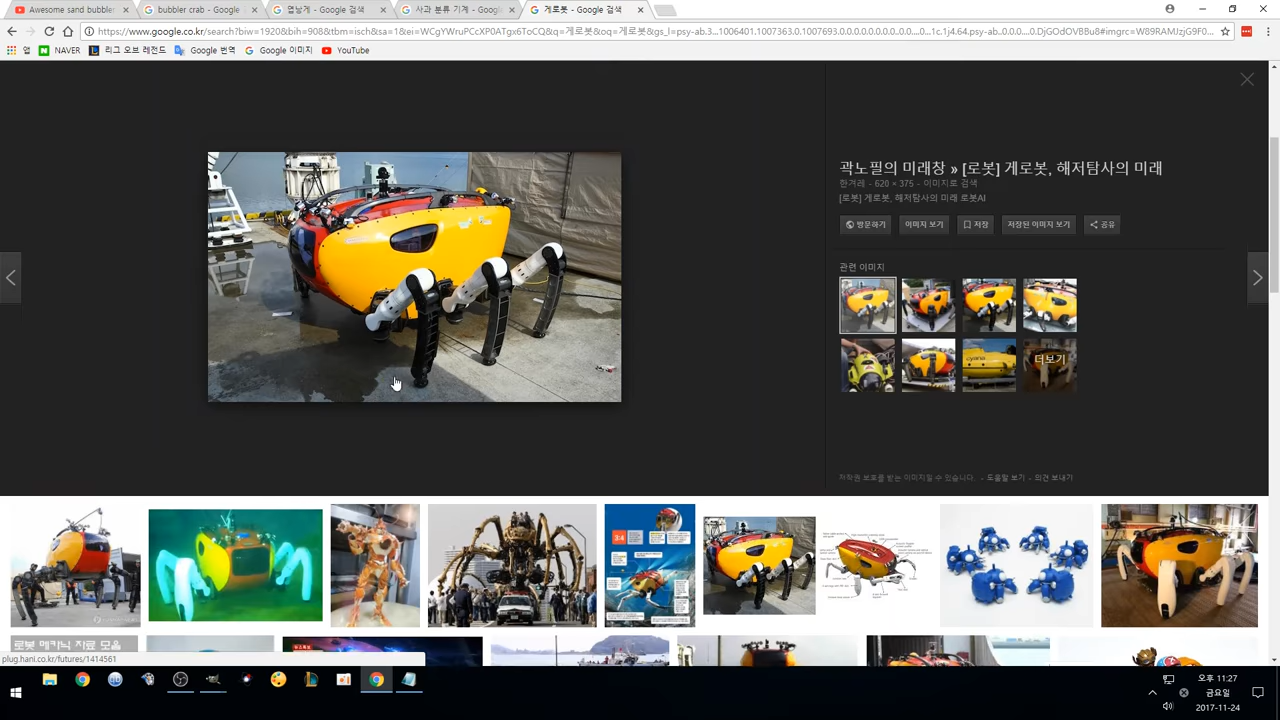 Awesome sand bubbler
bubbler crab - Google
엽낭게 - Google 검색
사과 분류 기계 - Google
게로봇 - Google 검색
https://www.google.co.kr/search?biw=1920&bih=908&tbm=isch&sa=1&ei=WCgYWruPCcXP0ATgx6ToCQ&q=게로봇&oq=게로봇&gs_l=psy-ab.3...1006401.1007363.0.1007693.0.0.0.0.0.0.0.0..0.0....0...1c.1j4.64.psy-ab..0.0.0....0.DjGOdOVBBu8#imgrc=W89RAMJzjG9F0...
앱
NAVER
리그 오브 레전드
Google 번역
Google 이미지
YouTube
곽노필의 미래창 » [로봇] 게로봇, 해저탐사의 미래
한겨레 - 620 × 375 - 이미지로 검색
[로봇] 게로봇, 해저탐사의 미래 로봇AI
방문하기
이미지 보기
저장
저장된 이미지 보기
공유
관련 이미지
cyana
더보기
저작권 보호를 받는 이미지일 수 있습니다. - 도움말 보기 - 의견 보내기
3:4
로봇 메카닉 자료 모음
plug.hani.co.kr/futures/1414561
오후 11:27
금요일
2017-11-24